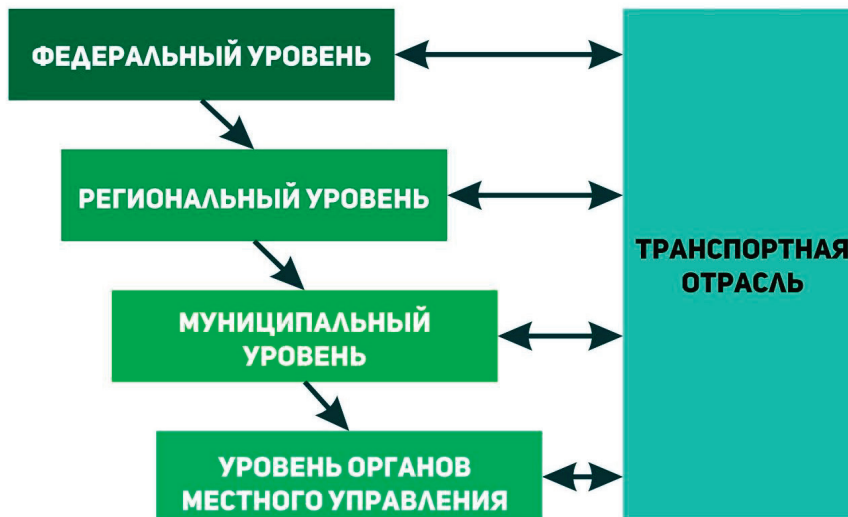 ФЕДЕРАЛЬНЫЙ УРОВЕНЬ
РЕГИОНАЛЬНЫЙ УРОВЕНЬ
МУНИЦИПАЛЬНЫЙ
УРОВЕНЬ
УРОВЕНЬ ОРГАНОВ
МЕСТНОГО УПРАВЛЕНИЯ
ТРАНСПОРТНАЯ
ОТРАСЛЬ